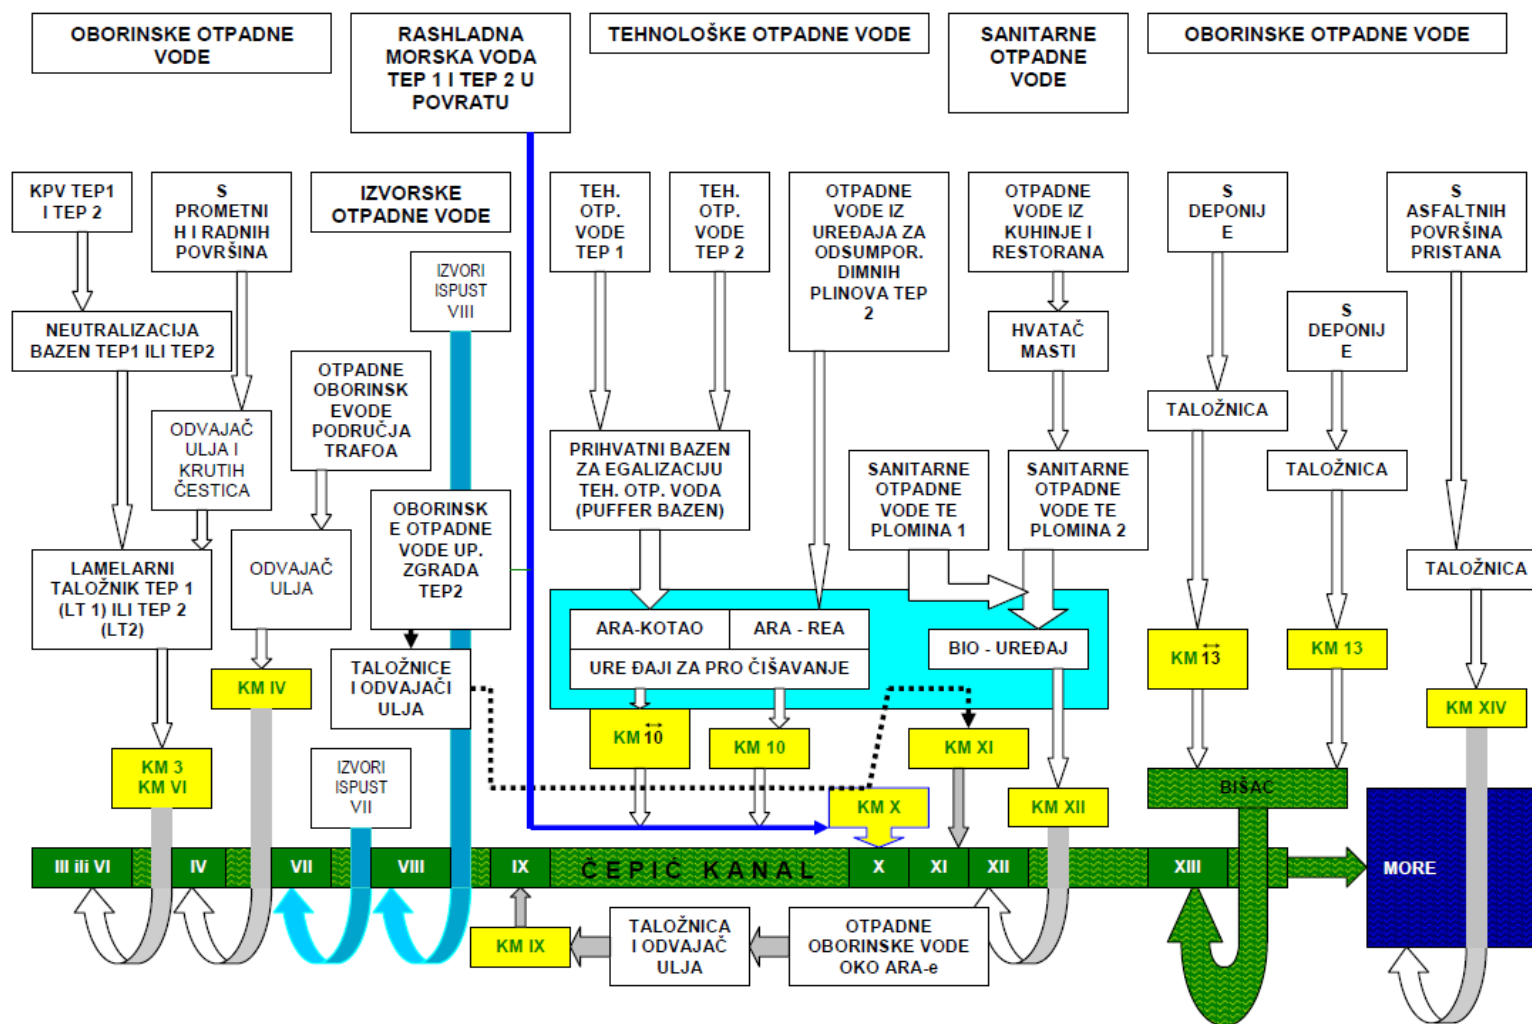 OBORINSKE OTPADNE
VODE
RASHLADNA
MORSKA VODA
TEP 1 I TEP 2 U
POVRATU
TEHNOLOŠKE OTPADNE VODE
SANITARNE
OTPADNE
VODE
OBORINSKE OTPADNE VODE
KPV TEP1
I TEP 2
S
PROMETNI
H I RADNIH
POVRŠINA
IZVORSKE
OTPADNE VODE
TEH.
OTP.
VODE
TEP 1
TEH.
OTP.
VODE
TEP 2
OTPADNE
VODE IZ
UREĐAJA ZA
ODSUMPOR.
DIMNIH
PLINOVA TEP
2
OTPADNE
VODE IZ
KUHINJE I
RESTORANA
S
DEPONIJ
E
S
ASFALTNIH
POVRŠINA
PRISTANA
IZVORI
ISPUST
VIII
NEUTRALIZACIJA
BAZEN TEP1 ILI TEP2
HVATAČ
MASTI
S
DEPONIJ
E
OTPADNE
OBORINSK
EVODE
PODRUČJA
TRAFOA
TALOŽNICA
ODVAJAČ
ULJA I
KRUTIH
ČESTICA
PRIHVATNI BAZEN
ZA EGALIZACIJU
TEH. OTP. VODA
(PUFFER BAZEN)
SANITARNE
OTPADNE
VODE TE
PLOMINA 1
SANITARNE
OTPADNE
VODE TE
PLOMINA 2
TALOŽNICA
OBORINSK
E OTPADNE
VODE UP.
ZGRADA
TEP2
LAMELARNI
TALOŽNIK TEP 1
(LT 1) ILI TEP 2
(LT2)
ODVAJAČ
ULJA
TALOŽNICA
ARA-KOTAO
ARA - REA
URE ĐAJI ZA PRO ČIŠAVANJE
BIO - UREĐAJ
KM 13
KM 13
TALOŽNICE
I ODVAJAČI
ULJA
KM IV
KM XIV
KM 10
KM 10
KM XI
KM 3
KM VI
IZVORI
ISPUST
VII
KM X
KM XII
BIŠAC
III ili VI
IV
VII
VIII
IX
ČEPIĆ KANAL
X
XI
XII
XIII
MORE
KM IX
TALOŽNICA
I ODVAJAČ
ULJA
OTPADNE
OBORINSKE VODE
OKO ARA-e